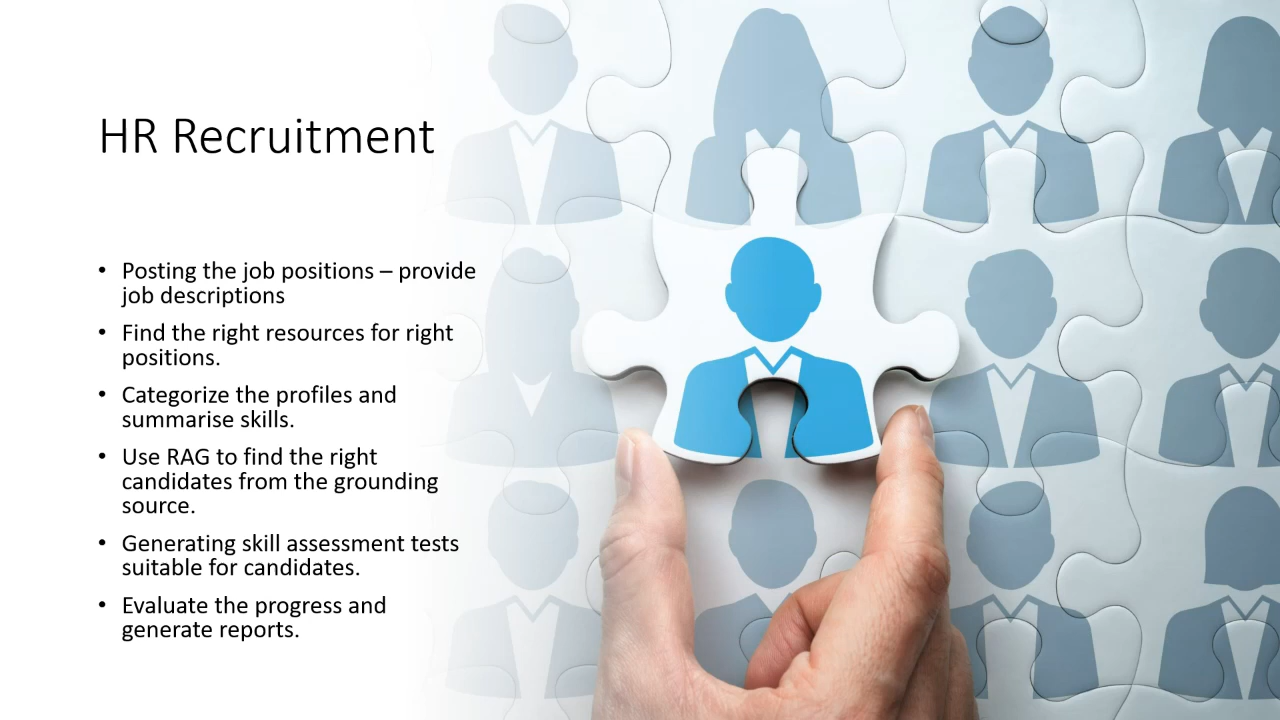 HR Recruitment
• Posting the job positions – provide
job descriptions
• Find the right resources for right
positions.
• Categorize the profiles and
summarise skills.
• Use RAG to find the right
candidates from the grounding
source.
• Generating skill assessment tests
suitable for candidates.
• Evaluate the progress and
generate reports.